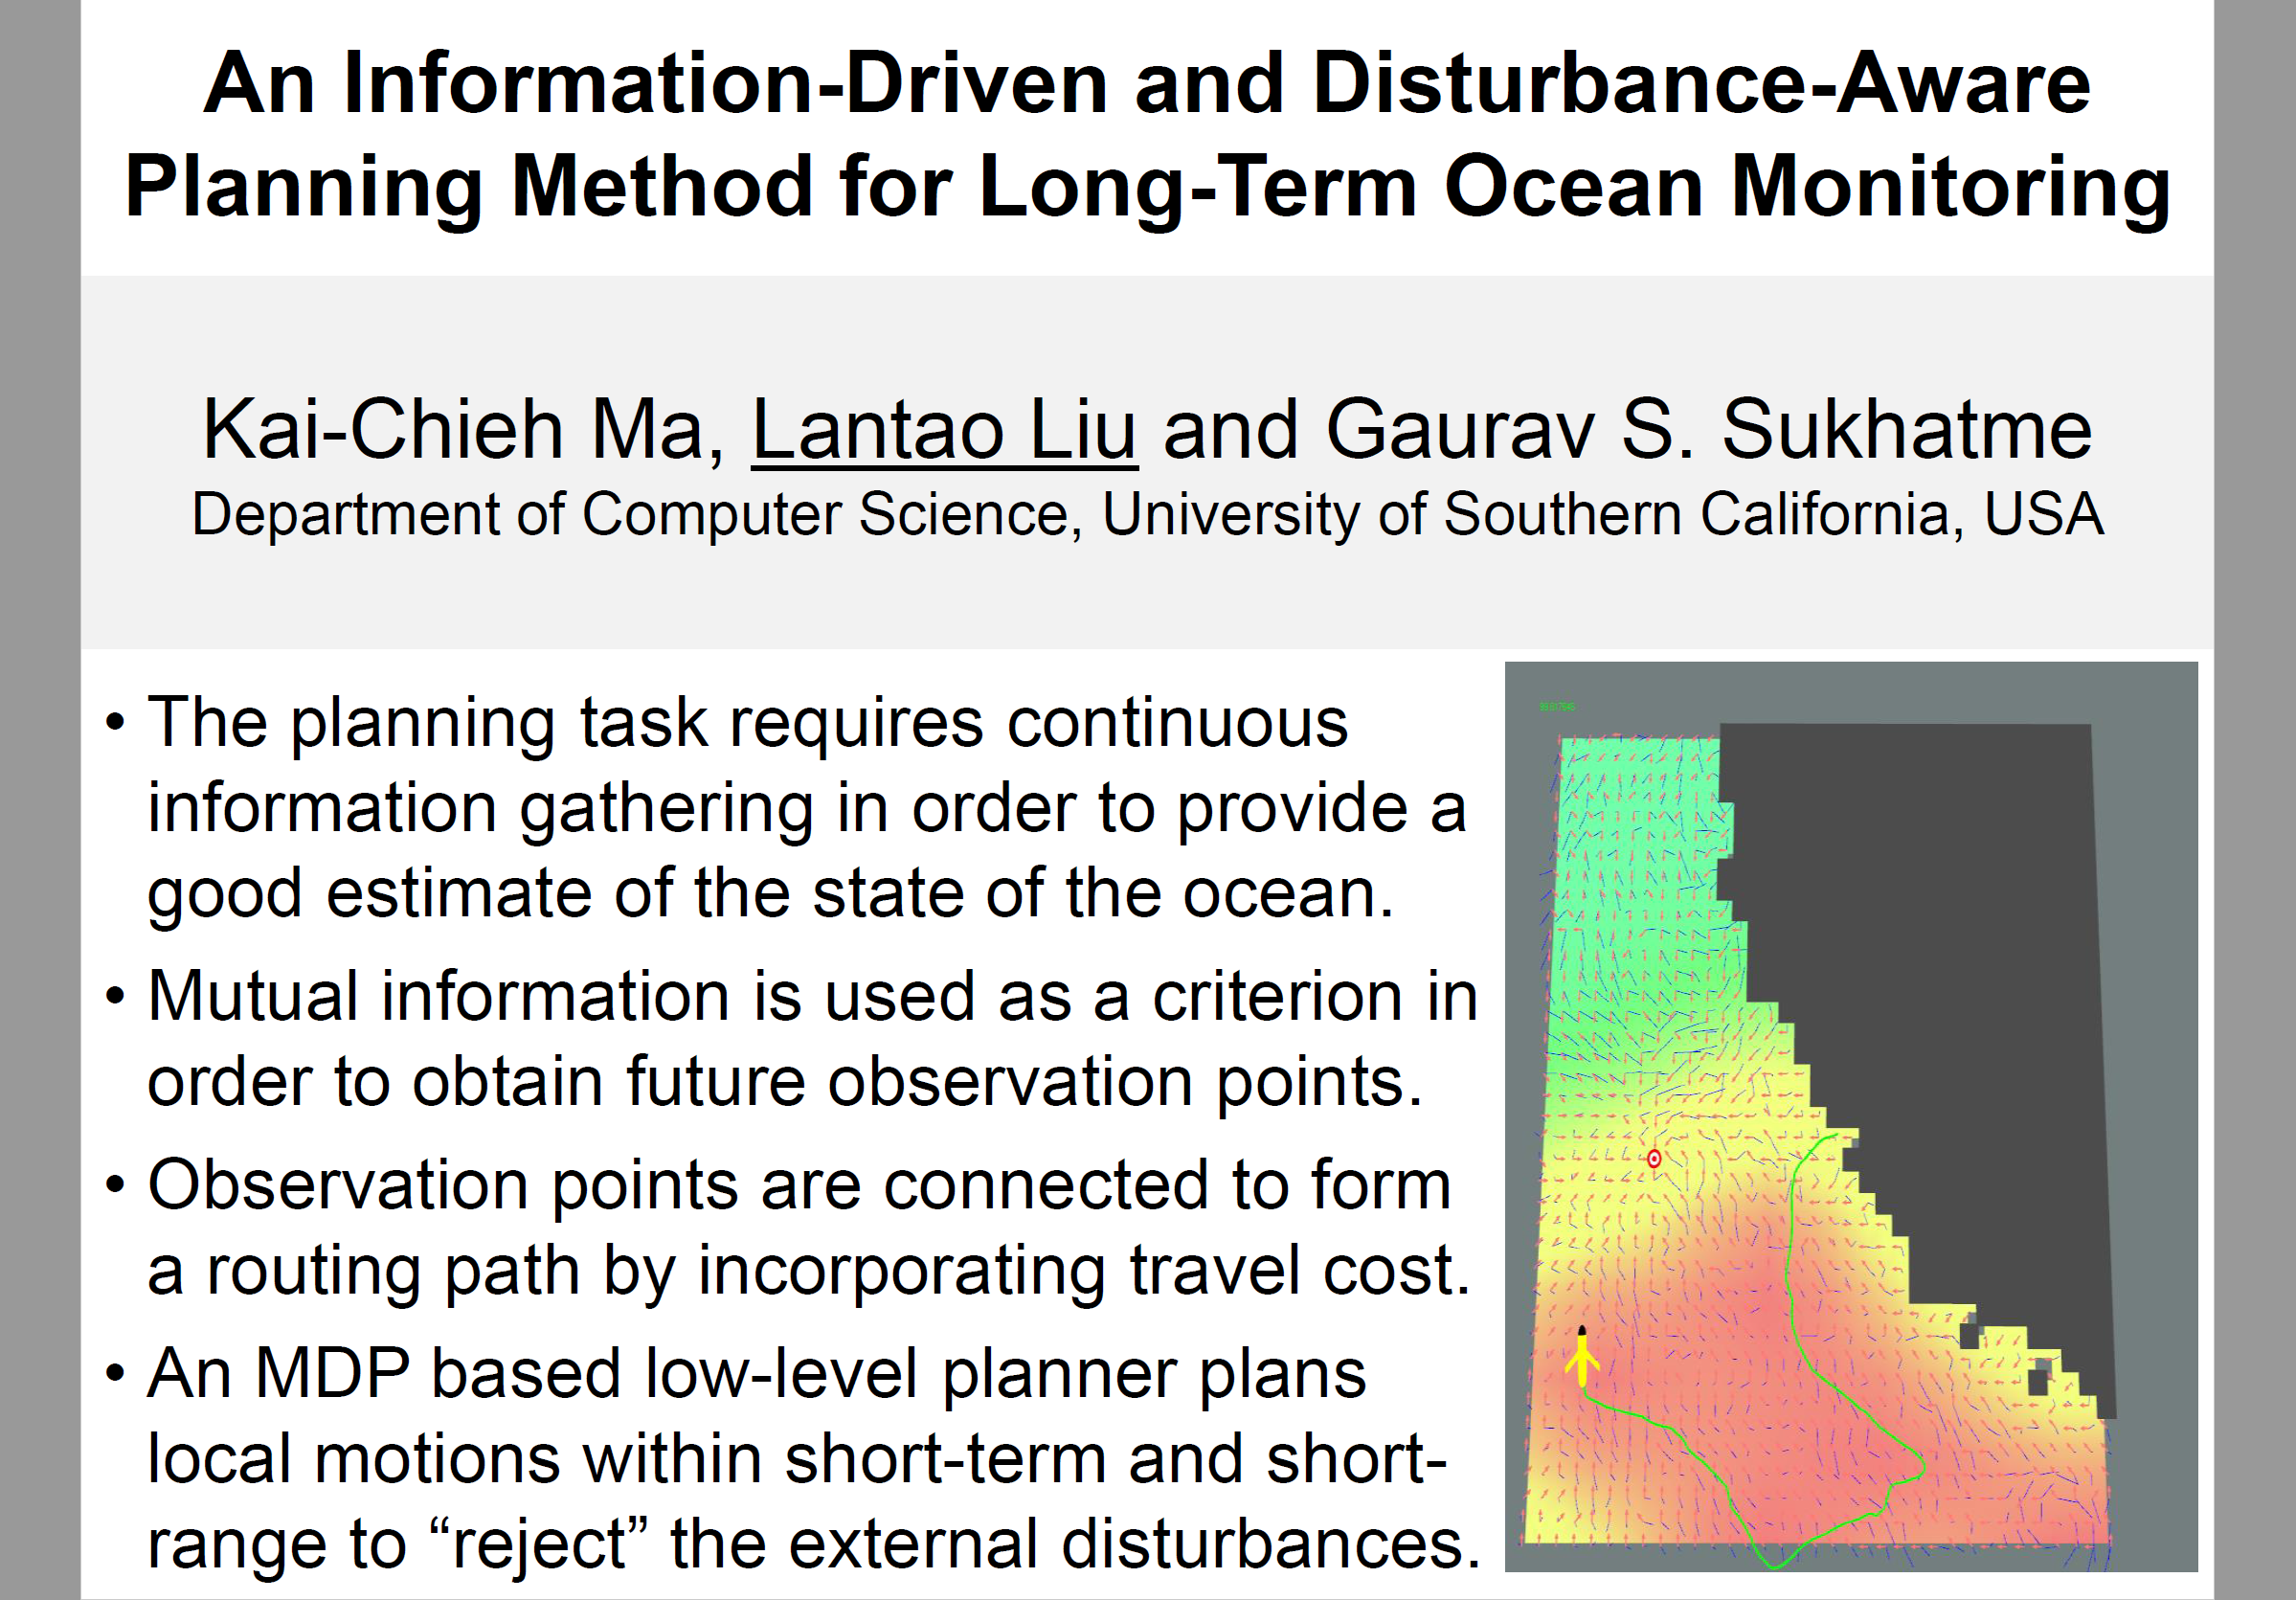 An Information-Driven and Disturbance-Aware
Planning Method for Long-Term Ocean Monitoring
Kai-Chieh Ma, Lantao Liu and Gaurav S. Sukhatme
Department of Computer Science, University of Southern California, USA
• The planning task requires continuous
information gathering in order to provide a
good estimate of the state of the ocean.
• Mutual information is used as a criterion in
order to obtain future observation points.
• Observation points are connected to form
a routing path by incorporating travel cost.
• An MDP based low-level planner plans
local motions within short-term and short-
range to “reject” the external disturbances.